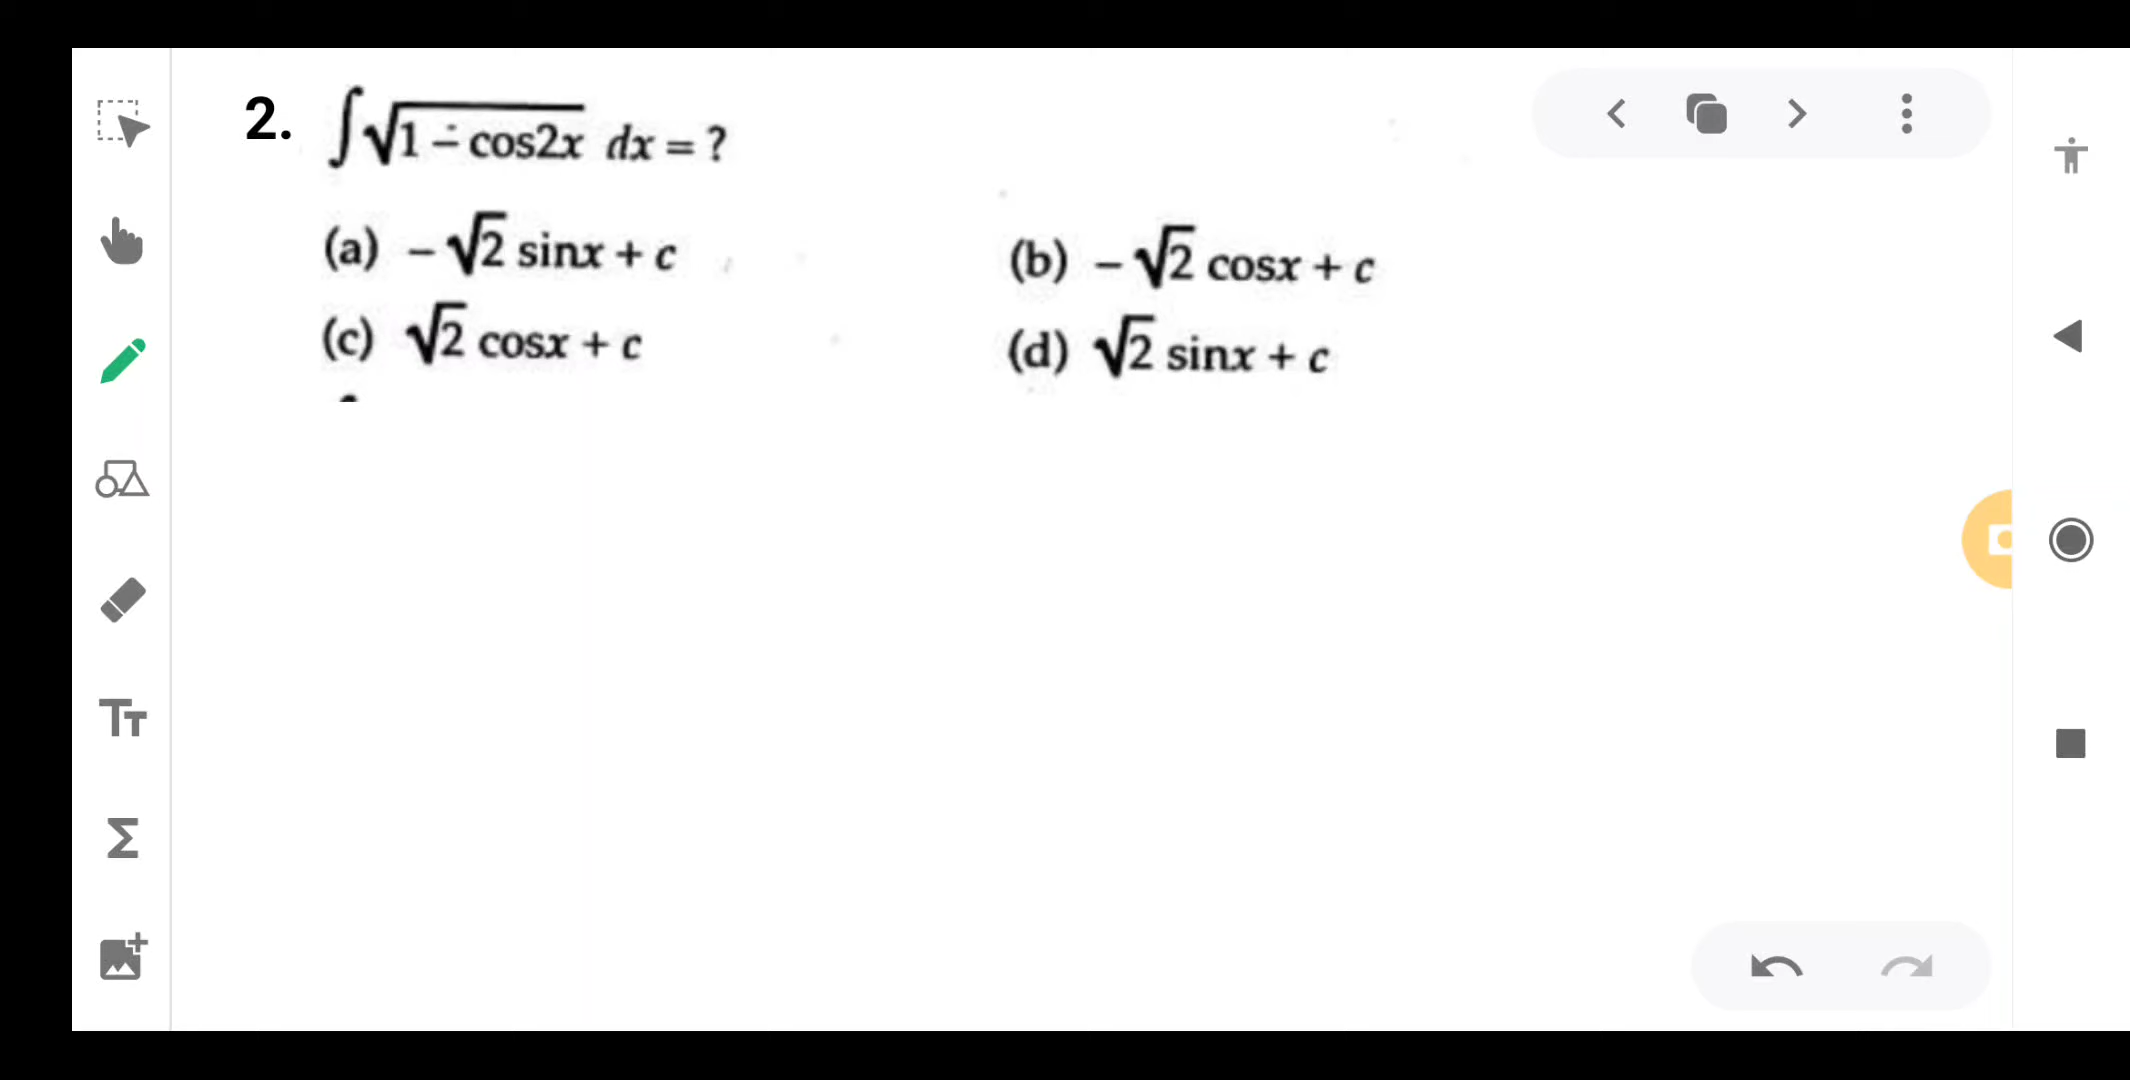 2. ∫√1 - cos2x dx = ?
(a) - √2 sinx + c (b) - √2 cosx + c
(c) √2 cosx + c (d) √2 sinx + c